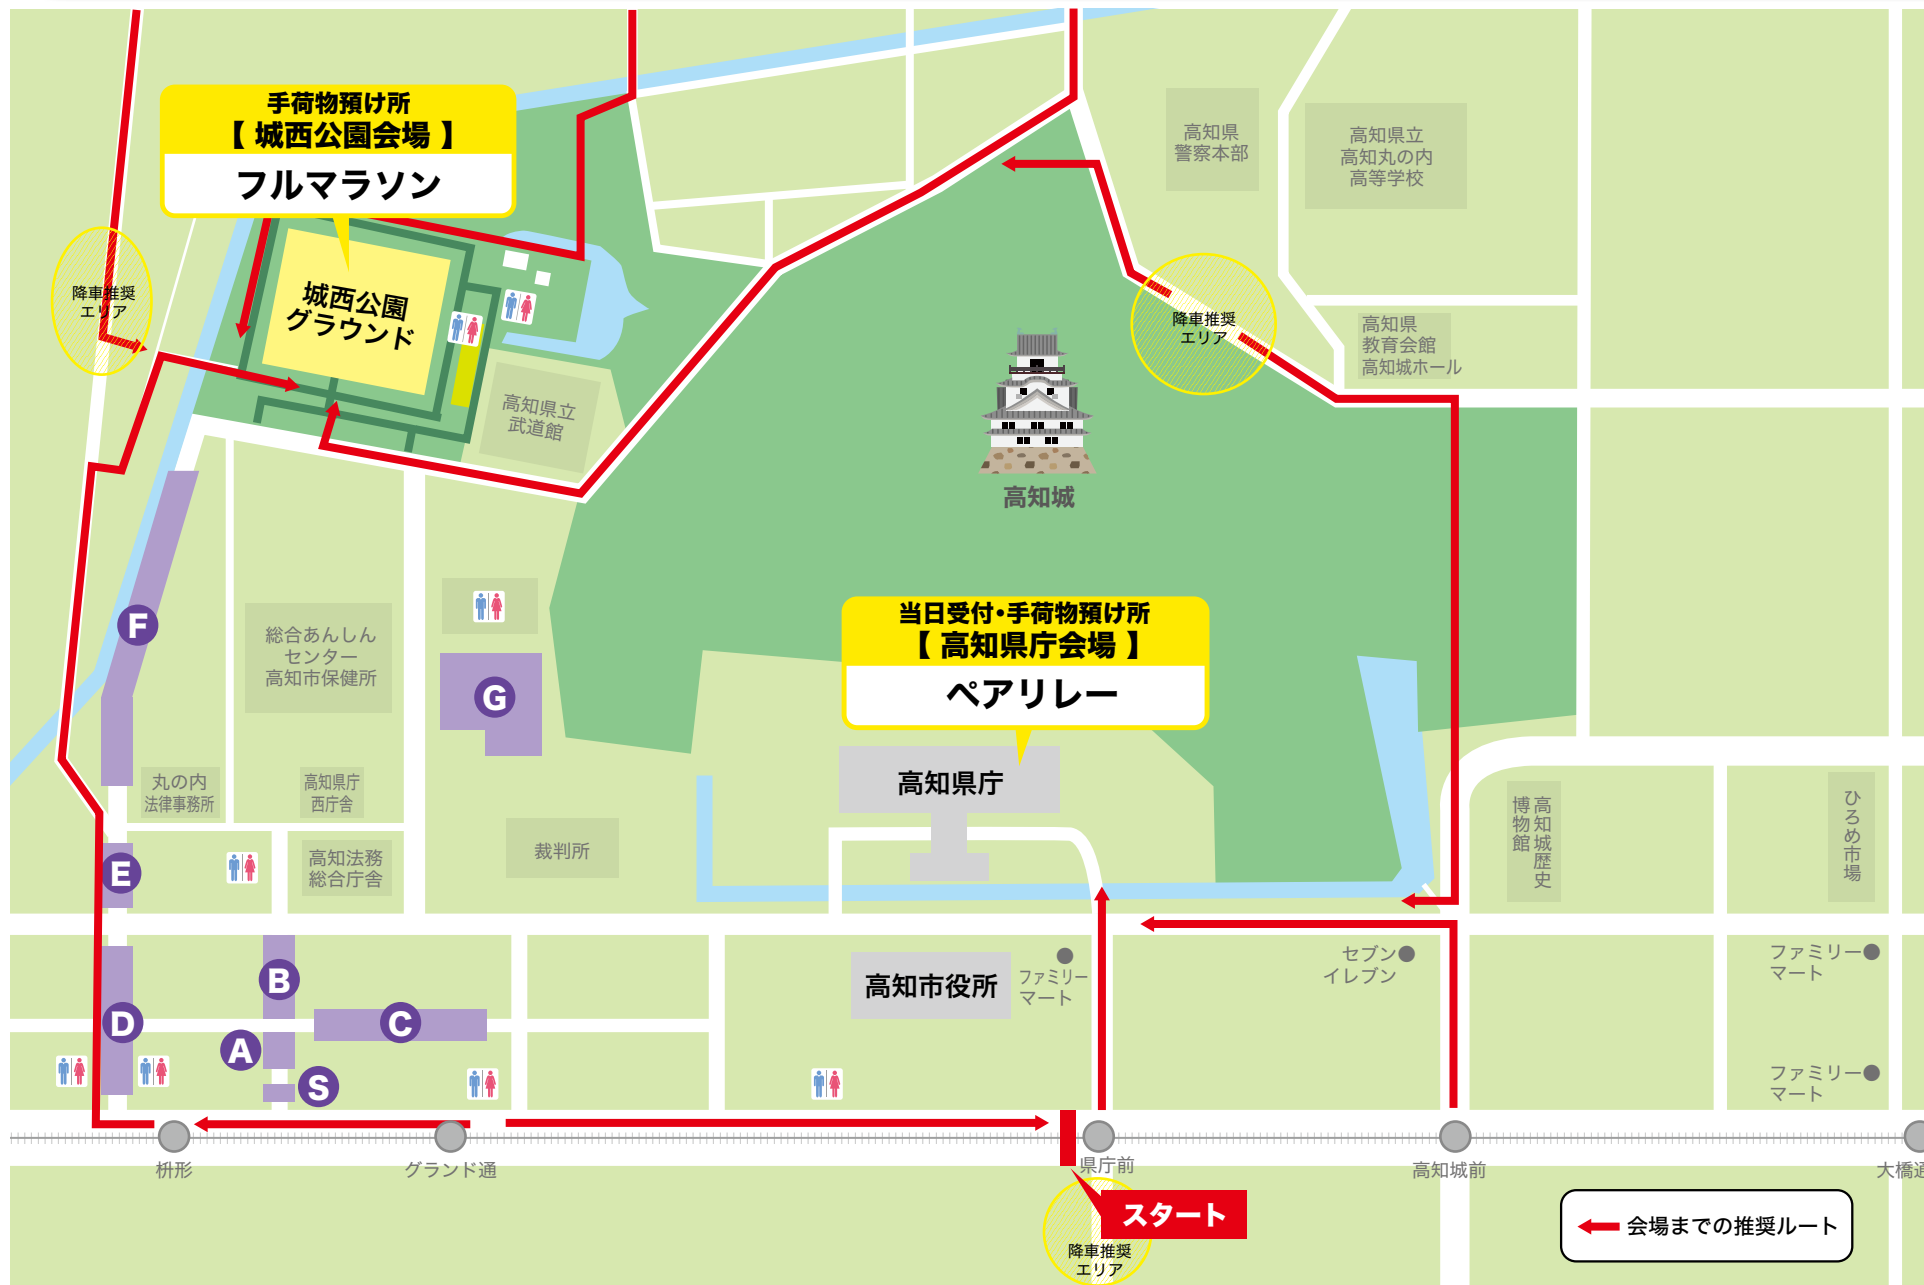 手荷物預け所
【 城西公園会場 】
フルマラソン
高知県
警察本部
高知県立
高知丸の内
高等学校
降車推奨
エリア
城西公園
グラウンド
降車推奨
エリア
高知県
教育会館
高知城ホール
高知県立
武道館
高知城
F
総合あんしん
センター
高知市保健所
G
当日受付・手荷物預け所
【 高知県庁会場 】
ペアリレー
丸の内
法律事務所
高知県庁
西庁舎
高知県庁
高知城歴史
博物館
ひろめ市場
裁判所
高知法務
総合庁舎
E
B
高知市役所
ファミリー
マート
セブン
イレブン
ファミリー
マート
D
C
A
S
ファミリー
マート
枡形
グランド通
県庁前
高知城前
大橋通
スタート
降車推奨
エリア
会場までの推奨ルート